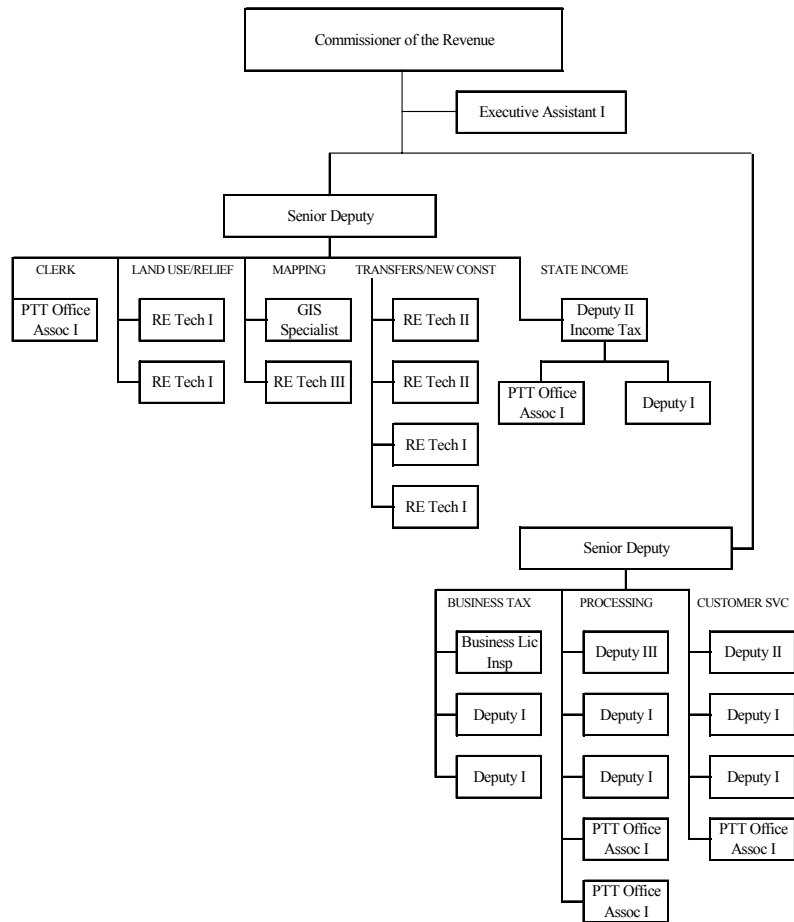 Commissioner of the Revenue
Executive Assistant I
Senior Deputy
CLERK
LAND USE/RELIEF
MAPPING
TRANSFERS/NEW CONST
STATE INCOME
PTT Office
Assoc I
RE Tech I
GIS
Specialist
RE Tech II
Deputy II
Income Tax
RE Tech I
RE Tech III
RE Tech II
PTT Office
Assoc I
Deputy I
RE Tech I
RE Tech I
Senior Deputy
BUSINESS TAX
PROCESSING
CUSTOMER SVC
Business Lic
Insp
Deputy III
Deputy II
Deputy I
Deputy I
Deputy I
Deputy I
Deputy I
Deputy I
PTT Office
Assoc I
PTT Office
Assoc I
PTT Office
Assoc I